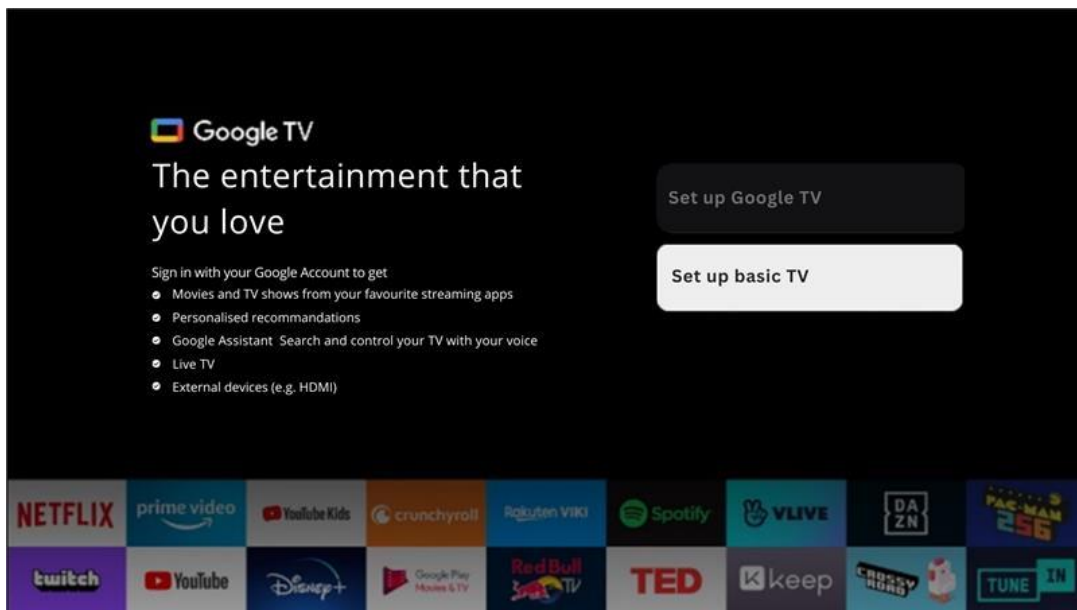 Google TV
The entertainment that
you love
Sign in with your Google Account to get
Movies and TV shows from your favourite streaming apps
Personalised recommandations
Google Assistant Search and control your TV with your voice
Live TV
External devices (e.g. HDMI)
Set up Google TV
Set up basic TV
NETFLIX
prime video
YouTube Kids
crunchyroll
Rakuten VIKI
Spotify
VLIVE
DA
ZN
PAC-MAN
256
twitch
YouTube
Disney+
Google Play
Movies & TV
Red Bull
TV
TED
keep
CROSSY
ROAD
TUNE IN